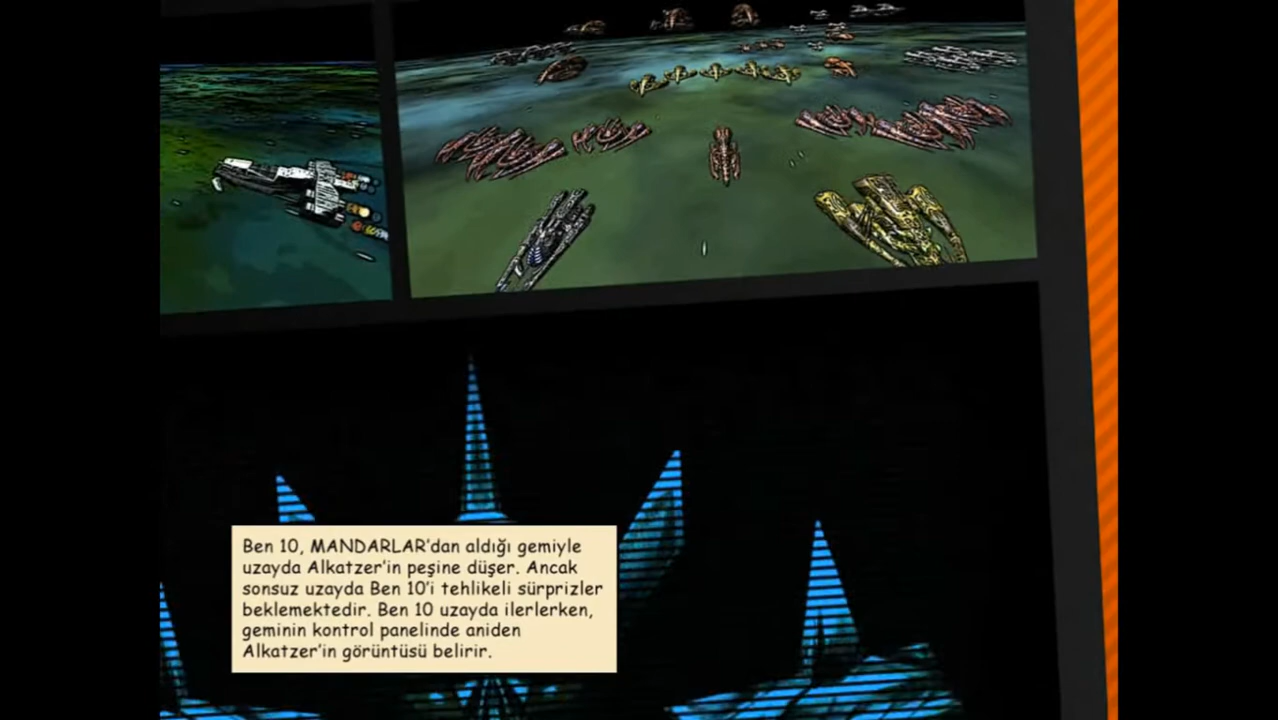 Ben 10, MANDARLAR'dan aldığı gemiyle
uzayda Alkatzer'in peşine düşer. Ancak
sonsuz uzayda Ben 10'i tehlikeli sürprizler
beklemektedir. Ben 10 uzayda ilerlerken,
geminin kontrol panelinde aniden
Alkatzer'in görüntüsü belirir.